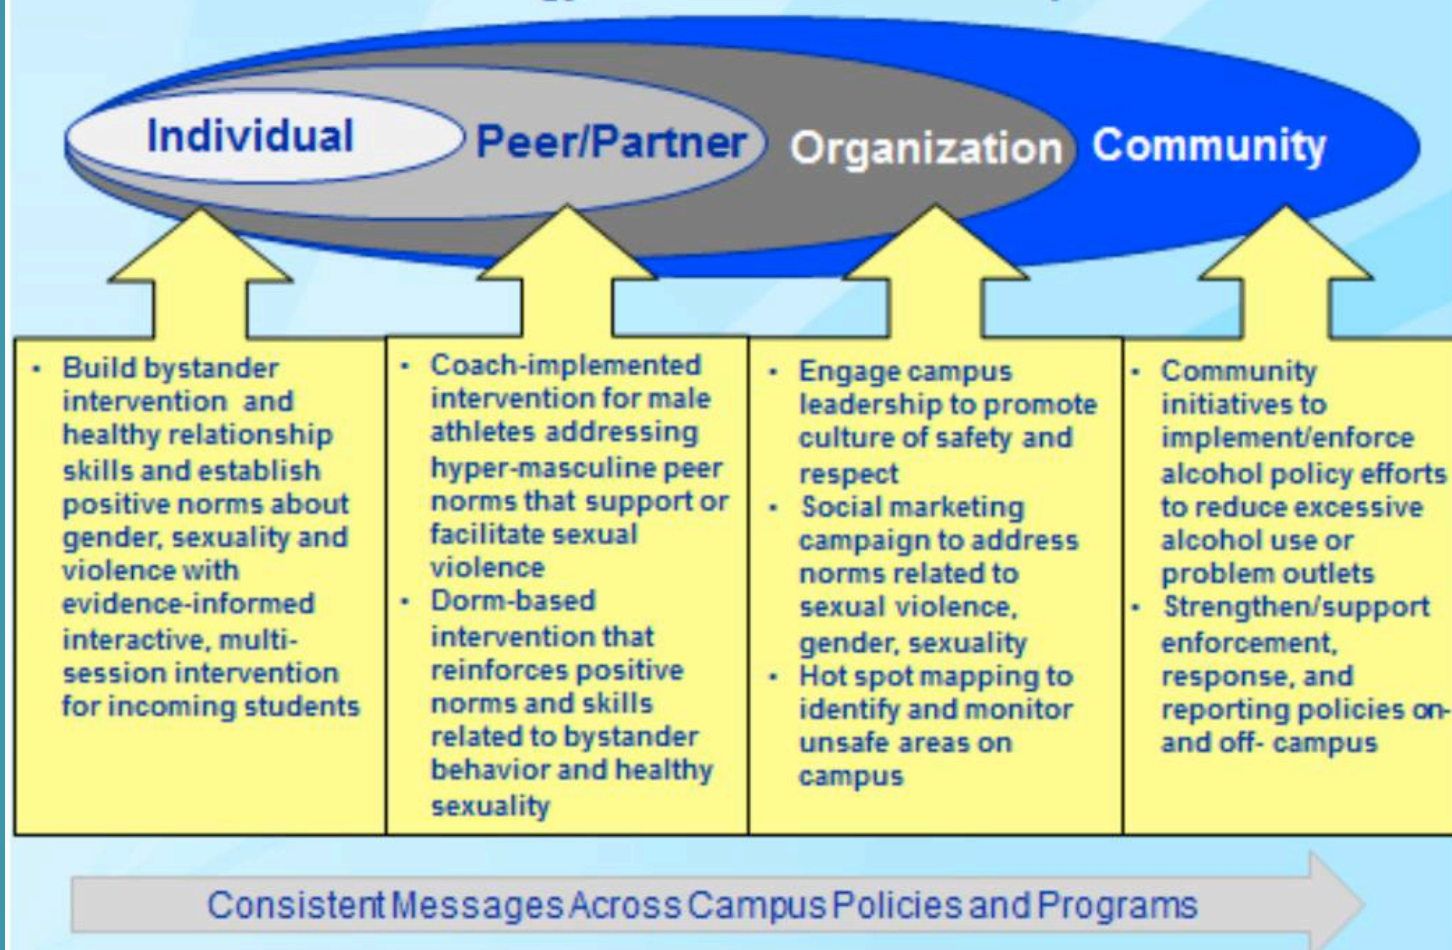 Individual
Peer/Partner
Organization
Community
• Build bystander
intervention and
healthy relationship
skills and establish
positive norms about
gender, sexuality and
violence with
evidence-informed
interactive, multi-
session intervention
for incoming students
• Coach-implemented
intervention for male
athletes addressing
hyper-masculine peer
norms that support or
facilitate sexual
violence
• Dorm-based
intervention that
reinforces positive
norms and skills
related to bystander
behavior and healthy
sexuality
• Engage campus
leadership to promote
culture of safety and
respect
• Social marketing
campaign to address
norms related to
sexual violence,
gender, sexuality
• Hot spot mapping to
identify and monitor
unsafe areas on
campus
• Community
initiatives to
implement/enforce
alcohol policy efforts
to reduce excessive
alcohol use or
problem outlets
• Strengthen/support
enforcement,
response, and
reporting policies on-
and off- campus
Consistent Messages Across Campus Policies and Programs